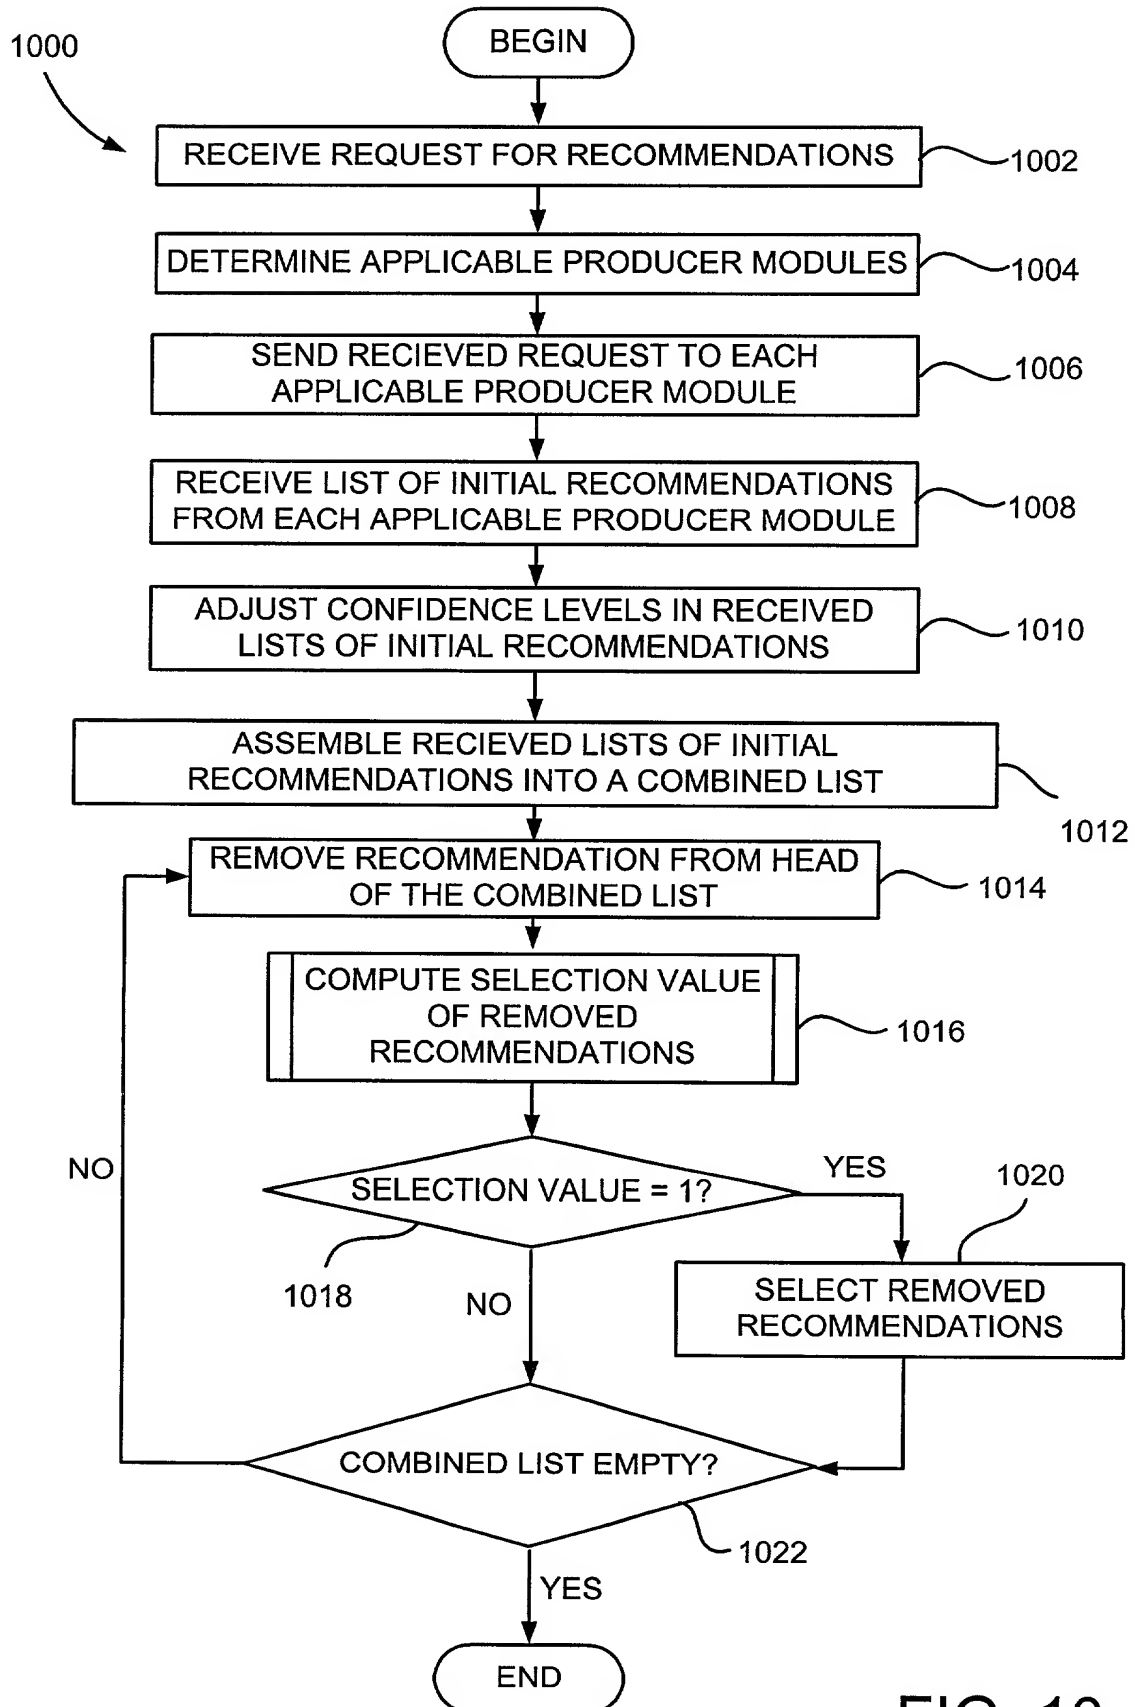 1000
BEGIN
RECEIVE REQUEST FOR RECOMMENDATIONS
1002
DETERMINE APPLICABLE PRODUCER MODULES
1004
SEND RECIEVED REQUEST TO EACH
APPLICABLE PRODUCER MODULE
1006
RECEIVE LIST OF INITIAL RECOMMENDATIONS
FROM EACH APPLICABLE PRODUCER MODULE
1008
ADJUST CONFIDENCE LEVELS IN RECEIVED
LISTS OF INITIAL RECOMMENDATIONS
1010
ASSEMBLE RECIEVED LISTS OF INITIAL
RECOMMENDATIONS INTO A COMBINED LIST
1012
REMOVE RECOMMENDATION FROM HEAD
OF THE COMBINED LIST
1014
COMPUTE SELECTION VALUE
OF REMOVED
RECOMMENDATIONS
1016
SELECTION VALUE = 1?
1018
YES
1020
SELECT REMOVED
RECOMMENDATIONS
NO
NO
COMBINED LIST EMPTY?
1022
YES
END